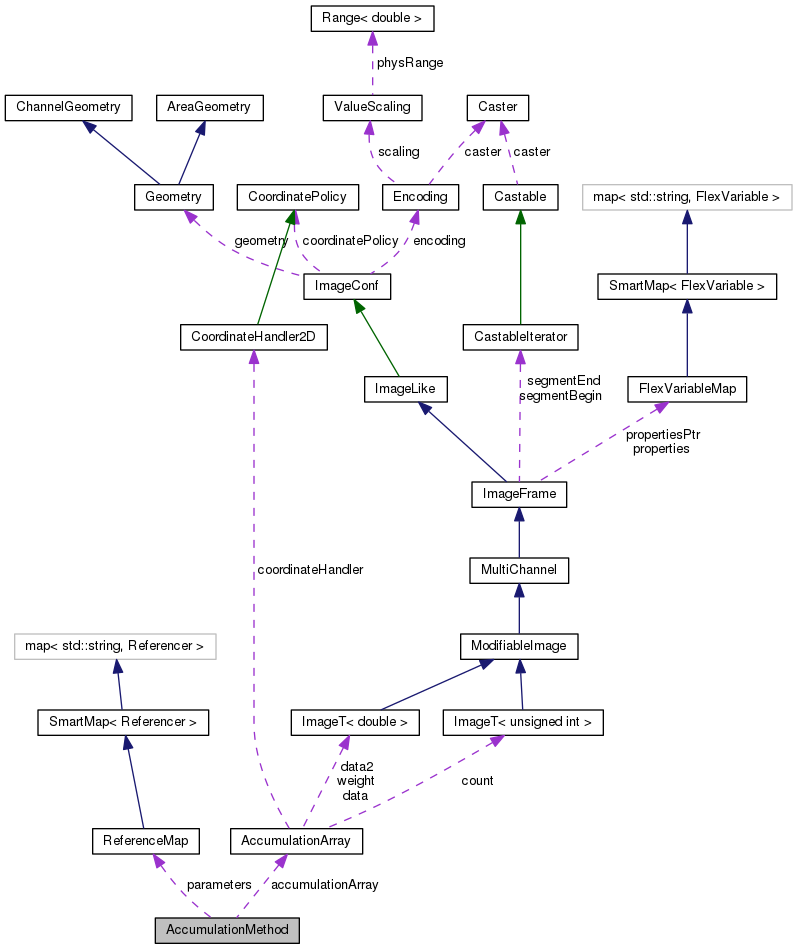 Range< double >
physRange
ChannelGeometry
AreaGeometry
ValueScaling
Caster
scaling
caster
caster
Geometry
CoordinatePolicy
Encoding
Castable
map< std::string, FlexVariable >
geometry
coordinatePolicy
encoding
ImageConf
SmartMap< FlexVariable >
CoordinateHandler2D
CastableIterator
ImageLike
segmentEnd
segmentBegin
FlexVariableMap
propertiesPtr
properties
ImageFrame
coordinateHandler
MultiChannel
map< std::string, Referencer >
ModifiableImage
SmartMap< Referencer >
ImageT< double >
ImageT< unsigned int >
data2
weight
data
count
ReferenceMap
AccumulationArray
parameters
accumulationArray
AccumulationMethod